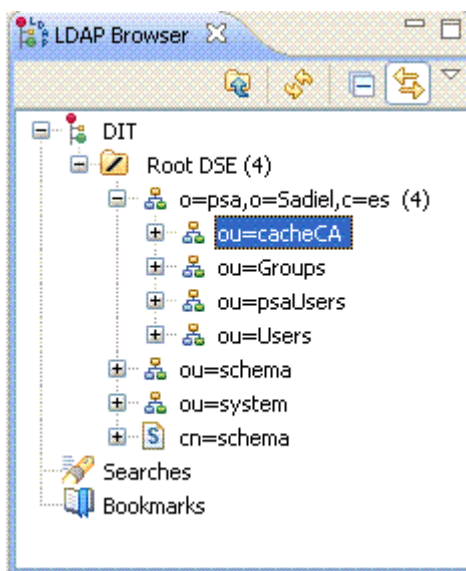 LDAP Browser
DIT
Root DSE (4)
o=psa,o=Sadiel,c=es (4)
ou=cacheCA
ou=Groups
ou=psaUsers
ou=Users
ou=schema
ou=system
cn=schema
Searches
Bookmarks